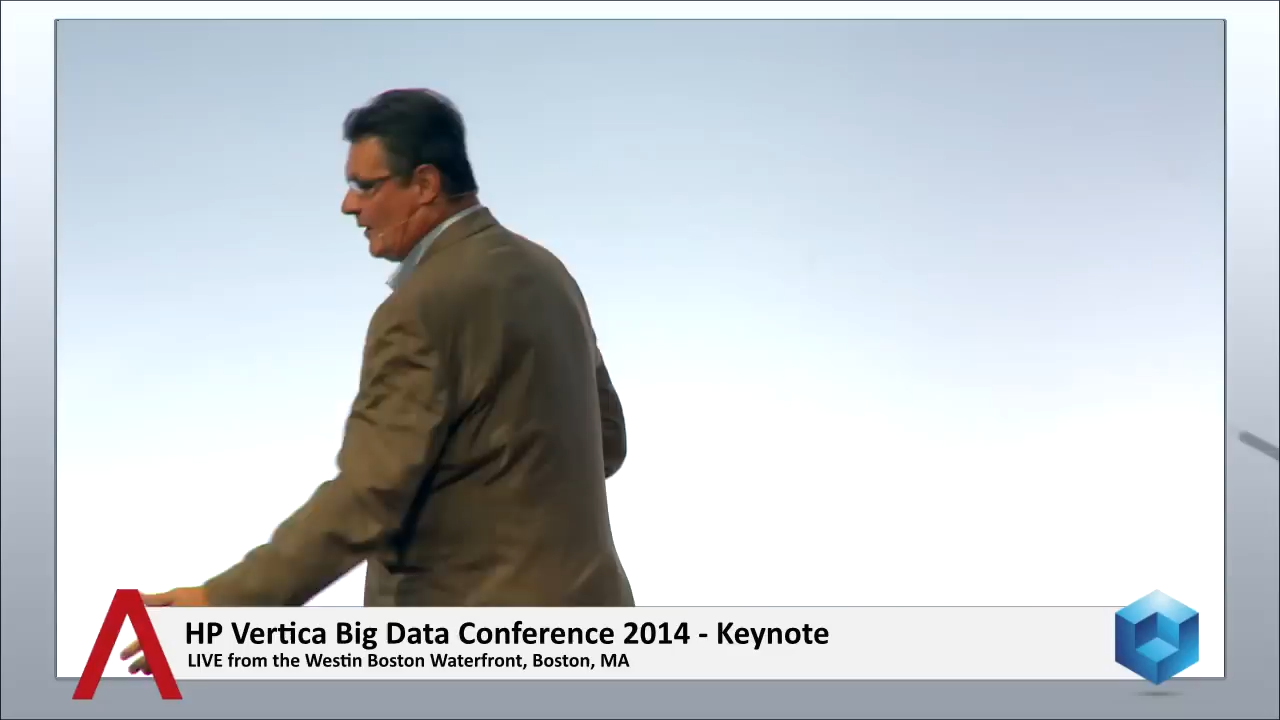 HP Vertica Big Data Conference 2014 - Keynote
LIVE from the Westin Boston Waterfront, Boston, MA